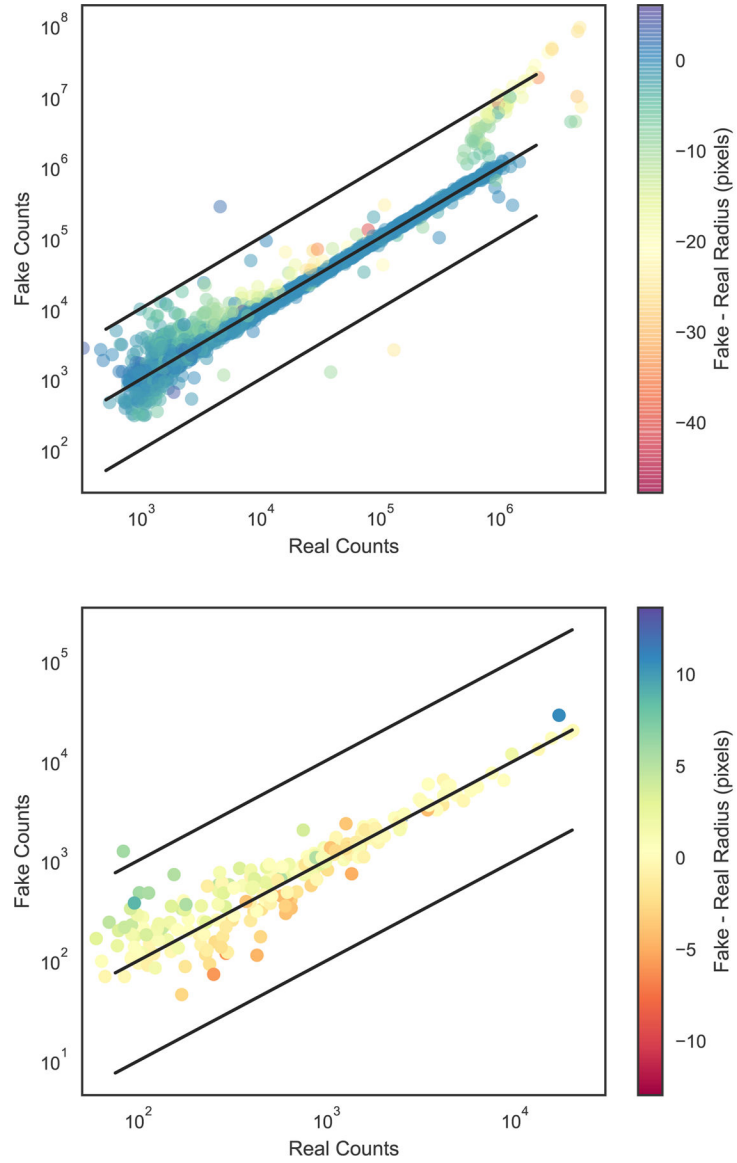 10^8
10^7
10^6
10^5
10^4
10^3
10^2
Fake Counts
10^3 10^4 10^5 10^6
Real Counts
0
−10
−20
−30
−40
Fake - Real Radius (pixels)
10^5
10^4
10^3
10^2
10^1
Fake Counts
10^2 10^3 10^4
Real Counts
10
5
0
−5
−10
Fake - Real Radius (pixels)